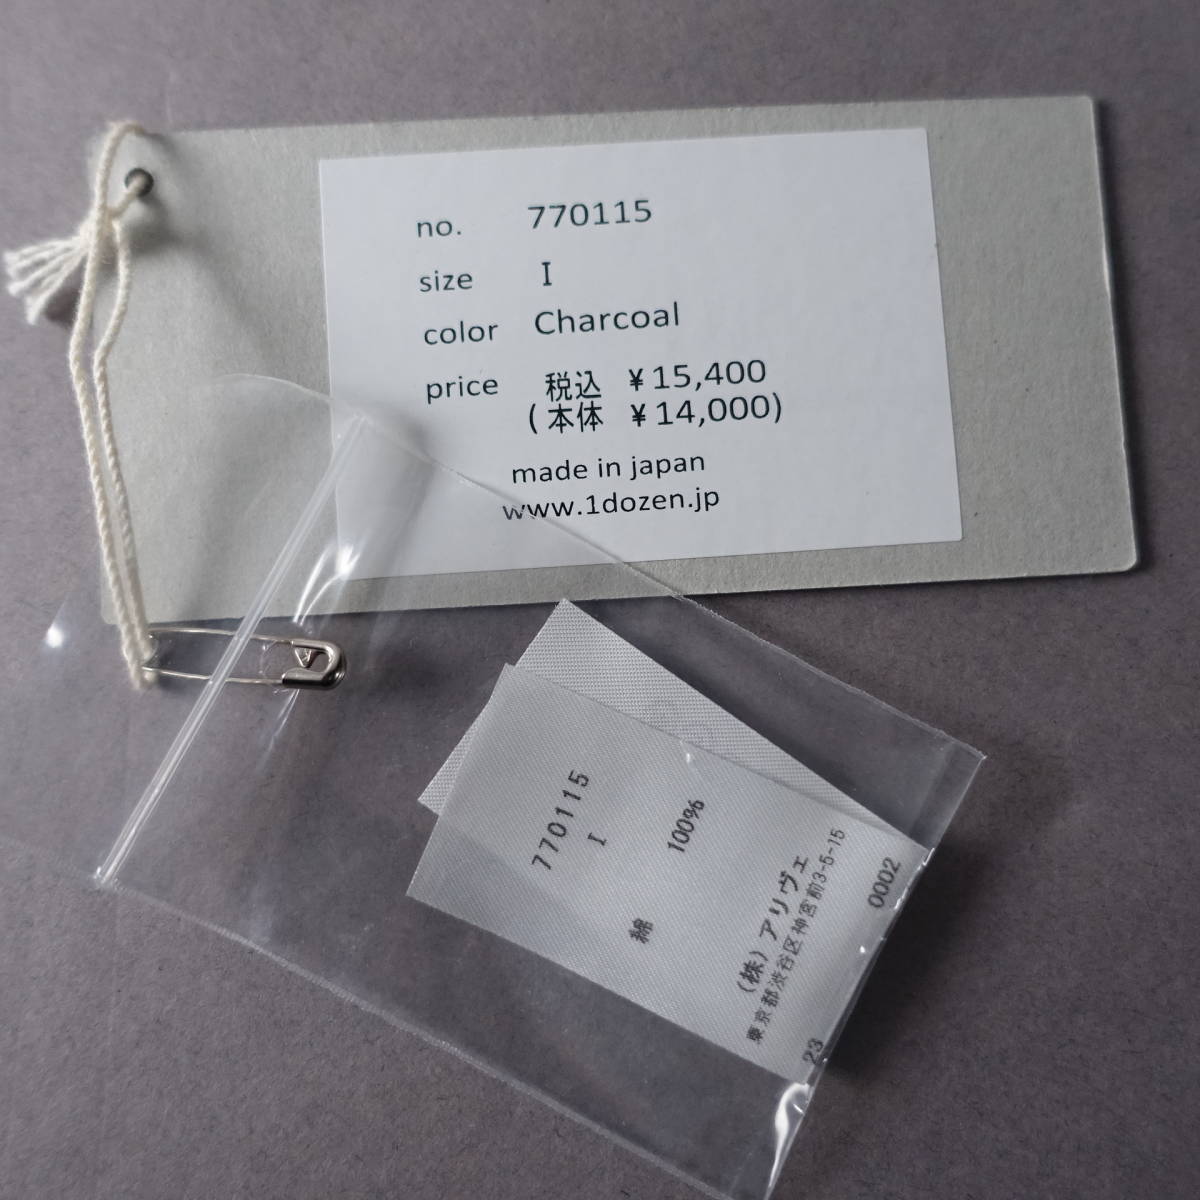 no. 770115
size I
color Charcoal
price 税込 ¥15,400
(本体 ¥14,000)
made in japan
www.1dozen.jp
770115
I
綿 100%
(株)アリヴェ
東京都渋谷区神宮前3-5-15
23 0002